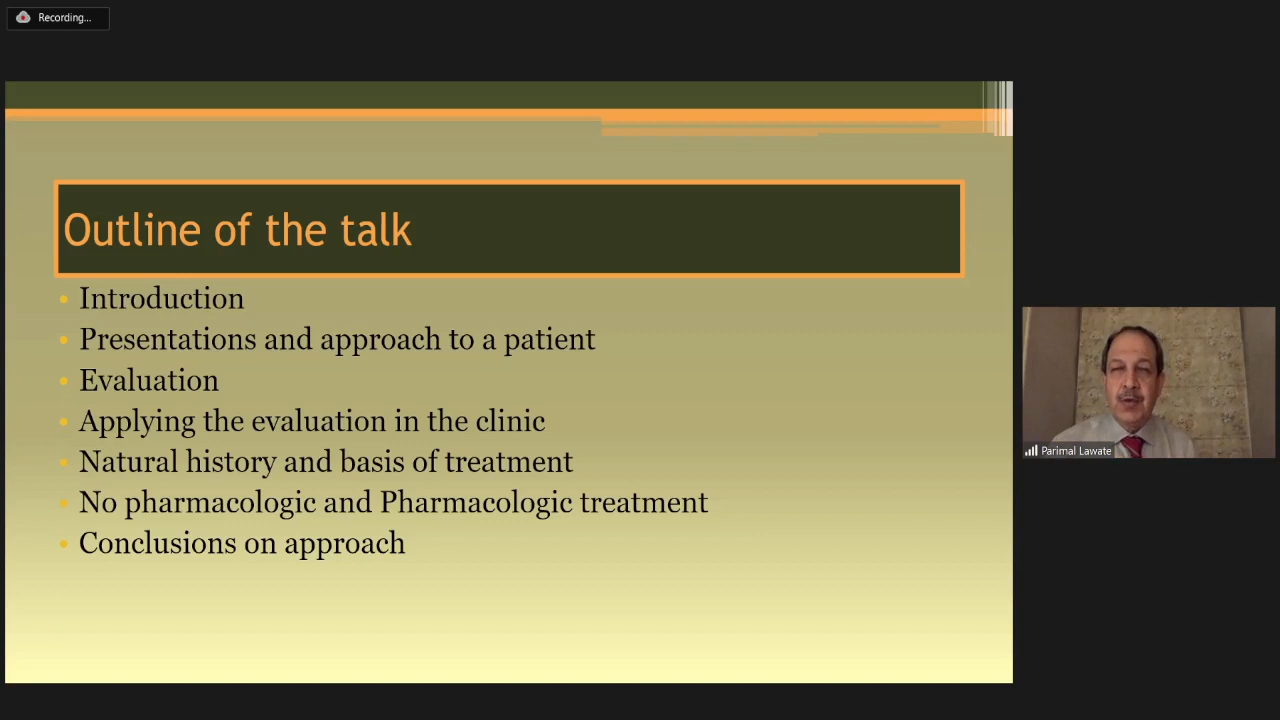 Recording...
Outline of the talk
Introduction
Presentations and approach to a patient
Evaluation
Applying the evaluation in the clinic
Natural history and basis of treatment
No pharmacologic and Pharmacologic treatment
Conclusions on approach
Parimal Lawate